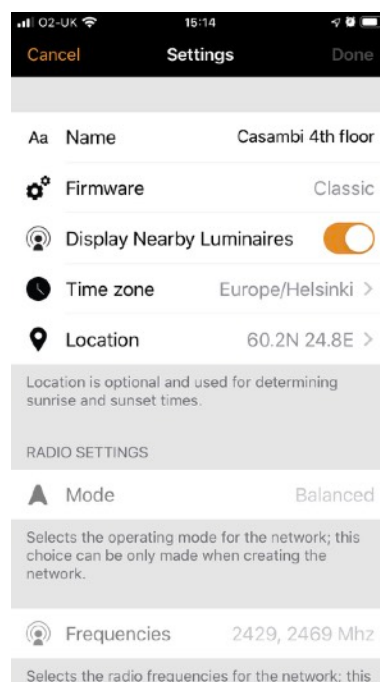 O2-UK 15:14
Cancel Settings Done
Aa Name Casambi 4th floor
Firmware Classic
Display Nearby Luminaires
Time zone Europe/Helsinki >
Location 60.2N 24.8E >
Location is optional and used for determining
sunrise and sunset times.
RADIO SETTINGS
Mode Balanced
Selects the operating mode for the network; this
choice can be only made when creating the
network.
Frequencies 2429, 2469 Mhz
Selects the radio frequencies for the network; this